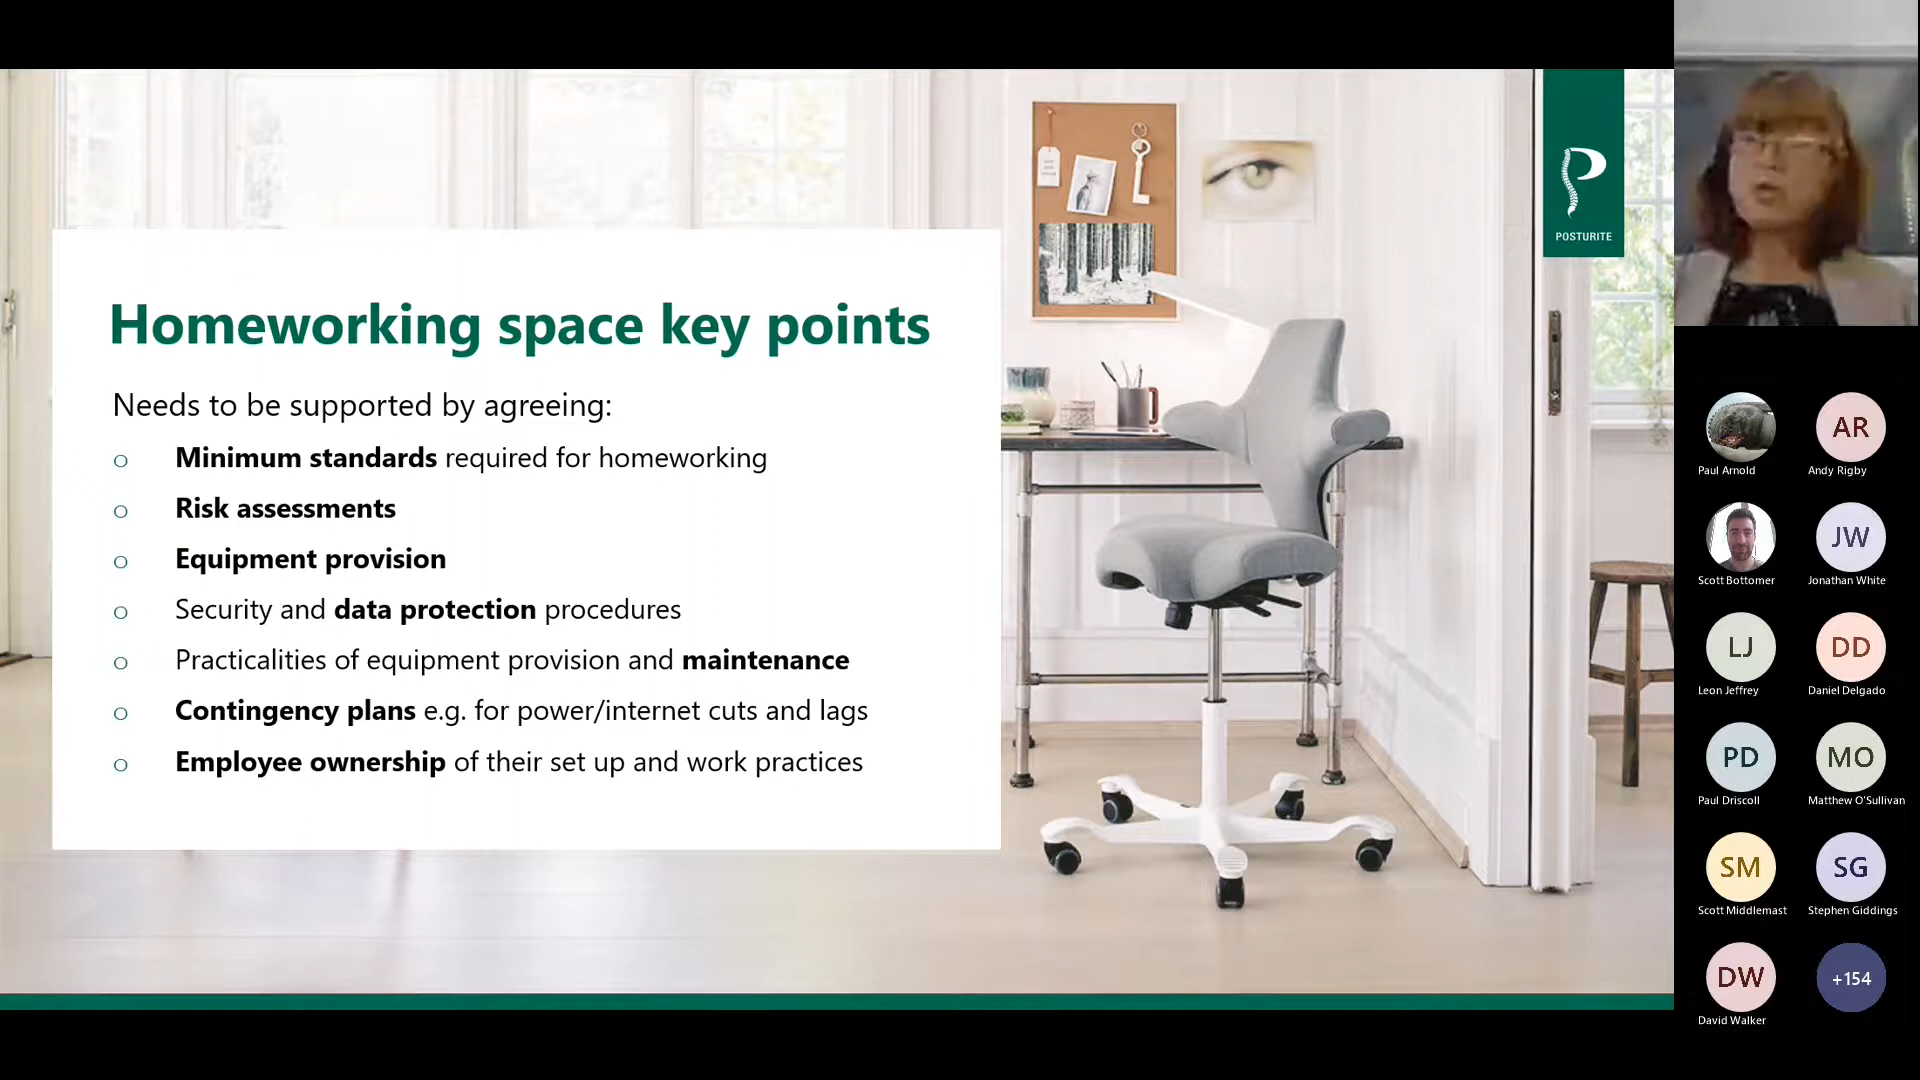 Homeworking space key points
Needs to be supported by agreeing:
o Minimum standards required for homeworking
o Risk assessments
o Equipment provision
o Security and data protection procedures
o Practicalities of equipment provision and maintenance
o Contingency plans e.g. for power/internet cuts and lags
o Employee ownership of their set up and work practices
POSTURITE
Paul Arnold
AR
Andy Rigby
Scott Bottomer
JW
Jonathan White
LJ
Leon Jeffrey
DD
Daniel Delgado
PD
Paul Driscoll
MO
Matthew O'Sullivan
SM
Scott Middlemast
SG
Stephen Giddings
DW
David Walker
+154